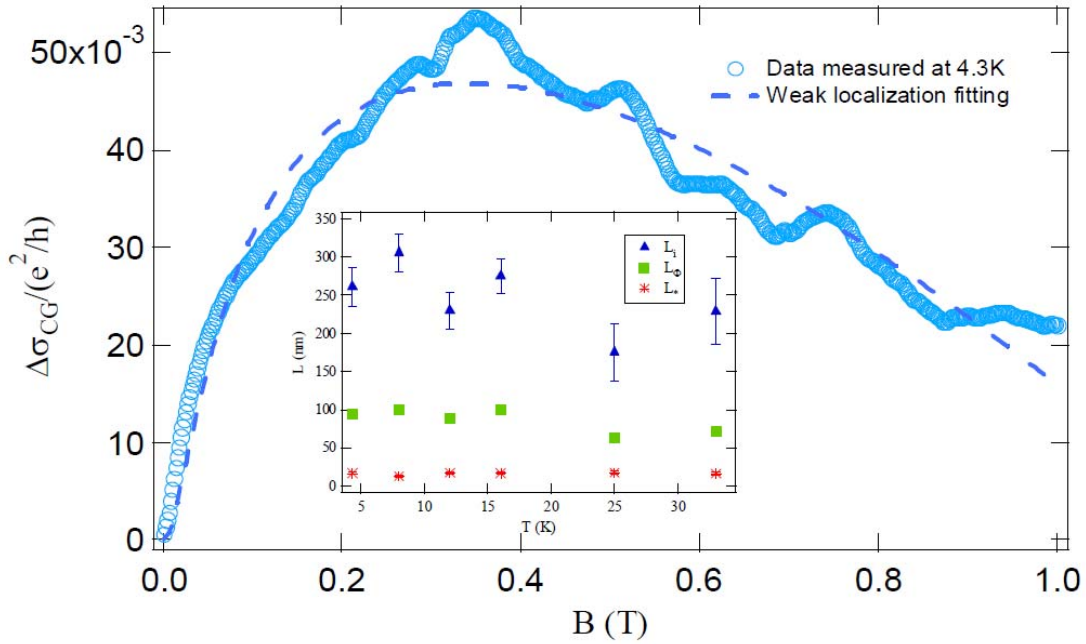 50x10⁻³
40
30
20
10
0
Δσ_CG/(e²/h)
Data measured at 4.3K
Weak localization fitting
350
300
250
200
150
100
50
0
L (nm)
L_i
L_Φ
L_*
5 10 15 20 25 30
T (K)
0.0 0.2 0.4 0.6 0.8 1.0
B (T)